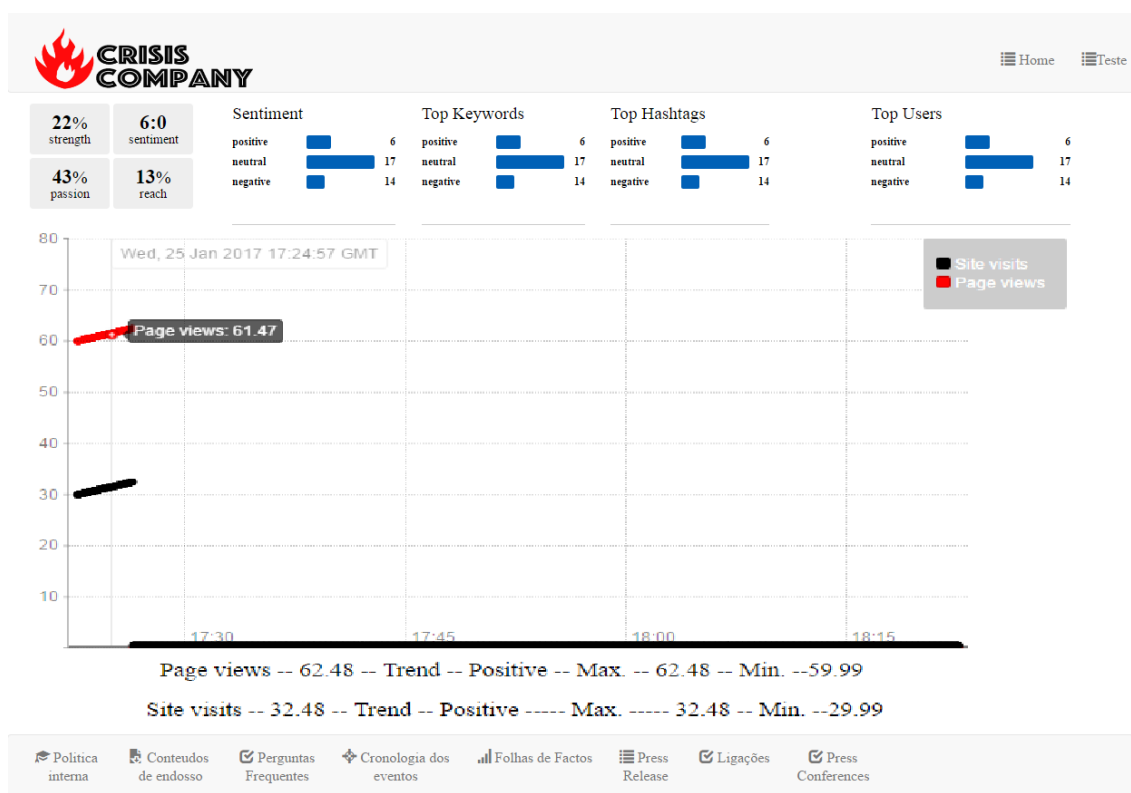 CRISIS
COMPANY
Home
Teste
22%
strength
6:0
sentiment
43%
passion
13%
reach
Sentiment
positive 6
neutral 17
negative 14
Top Keywords
positive 6
neutral 17
negative 14
Top Hashtags
positive 6
neutral 17
negative 14
Top Users
positive 6
neutral 17
negative 14
80
70
60
50
40
30
20
10
Wed, 25 Jan 2017 17:24:57 GMT
Page views: 61.47
Site visits
Page views
17:30 17:45 18:00 18:15
Page views -- 62.48 -- Trend -- Positive -- Max. -- 62.48 -- Min. --59.99
Site visits -- 32.48 -- Trend -- Positive ----- Max. ----- 32.48 -- Min. --29.99
Politica
interna
Conteudos
de endosso
Perguntas
Frequentes
Cronologia dos
eventos
Folhas de Factos
Press
Release
Ligações
Press
Conferences